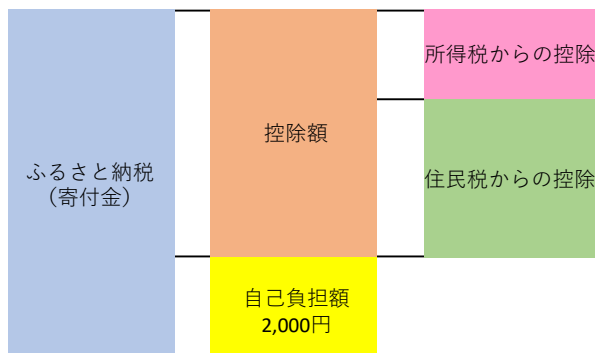 ふるさと納税
（寄付金）
控除額
自己負担額
2,000円
所得税からの控除
住民税からの控除